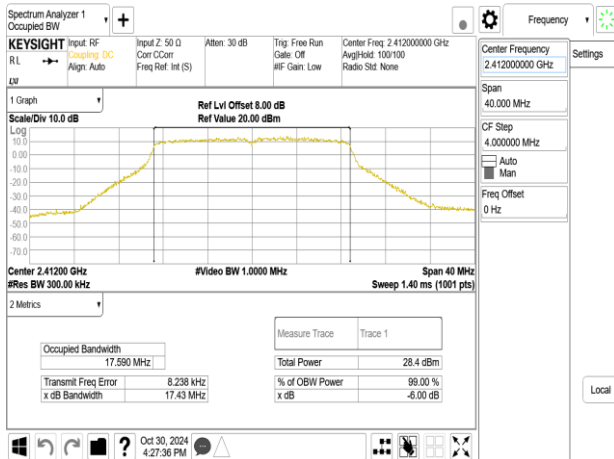 Spectrum Analyzer 1
Occupied BW
+
Frequency
KEYSIGHT
RL
LXI
Input: RF
Coupling: DC
Align: Auto
Input Z: 50 Ω
Corr CCorr
Freq Ref: Int (S)
Atten: 30 dB
Trig: Free Run
Gate: Off
#IF Gain: Low
Center Freq: 2.412000000 GHz
Avg|Hold: 100/100
Radio Std: None
Center Frequency
2.412000000 GHz
Settings
Span
40.000 MHz
CF Step
4.000000 MHz
Auto
Man
Freq Offset
0 Hz
Local
1 Graph
Scale/Div 10.0 dB
Ref Lvl Offset 8.00 dB
Ref Value 20.00 dBm
Log
10.0
0.00
-10.0
-20.0
-30.0
-40.0
-50.0
-60.0
-70.0
Center 2.41200 GHz
#Video BW 1.0000 MHz
Span 40 MHz
#Res BW 300.00 kHz
Sweep 1.40 ms (1001 pts)
2 Metrics
Measure Trace Trace 1
Occupied Bandwidth
17.590 MHz
Total Power 28.4 dBm
Transmit Freq Error 8.238 kHz
% of OBW Power 99.00 %
x dB Bandwidth 17.43 MHz
x dB -6.00 dB
?
Oct 30, 2024
4:27:36 PM